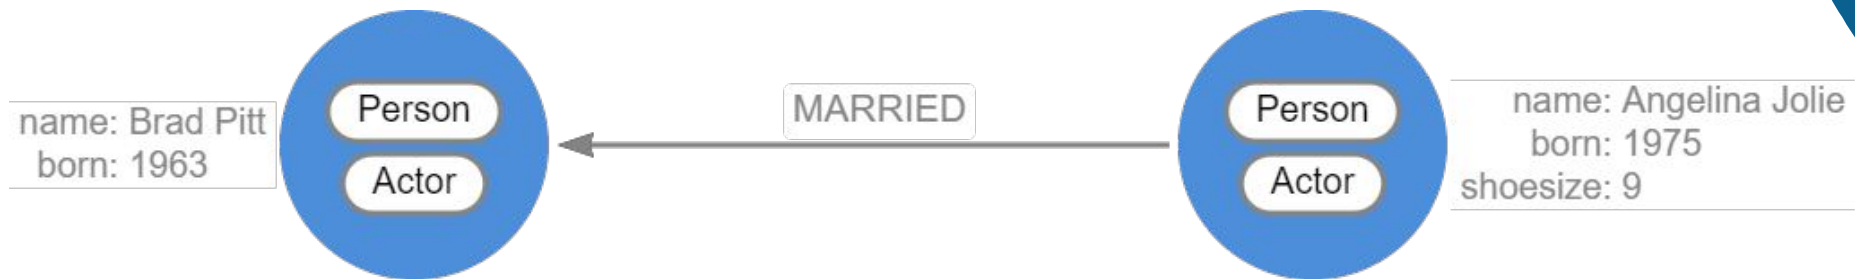 name: Brad Pitt
born: 1963
Person
Actor
MARRIED
Person
Actor
name: Angelina Jolie
born: 1975
shoesize: 9